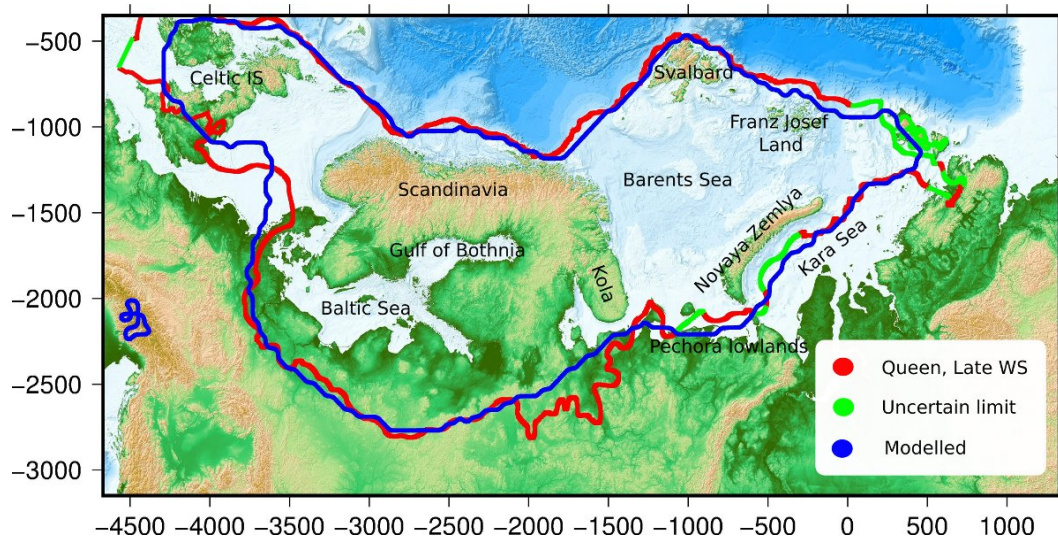 −500
−1000
−1500
−2000
−2500
−3000
Celtic IS
Svalbard
Franz Josef
Land
Scandinavia
Barents Sea
Novaya Zemlya
Kara Sea
Gulf of Bothnia
Kola
Baltic Sea
Pechora lowlands
Queen, Late WS
Uncertain limit
Modelled
−4500 −4000 −3500 −3000 −2500 −2000 −1500 −1000 −500 0 500 1000